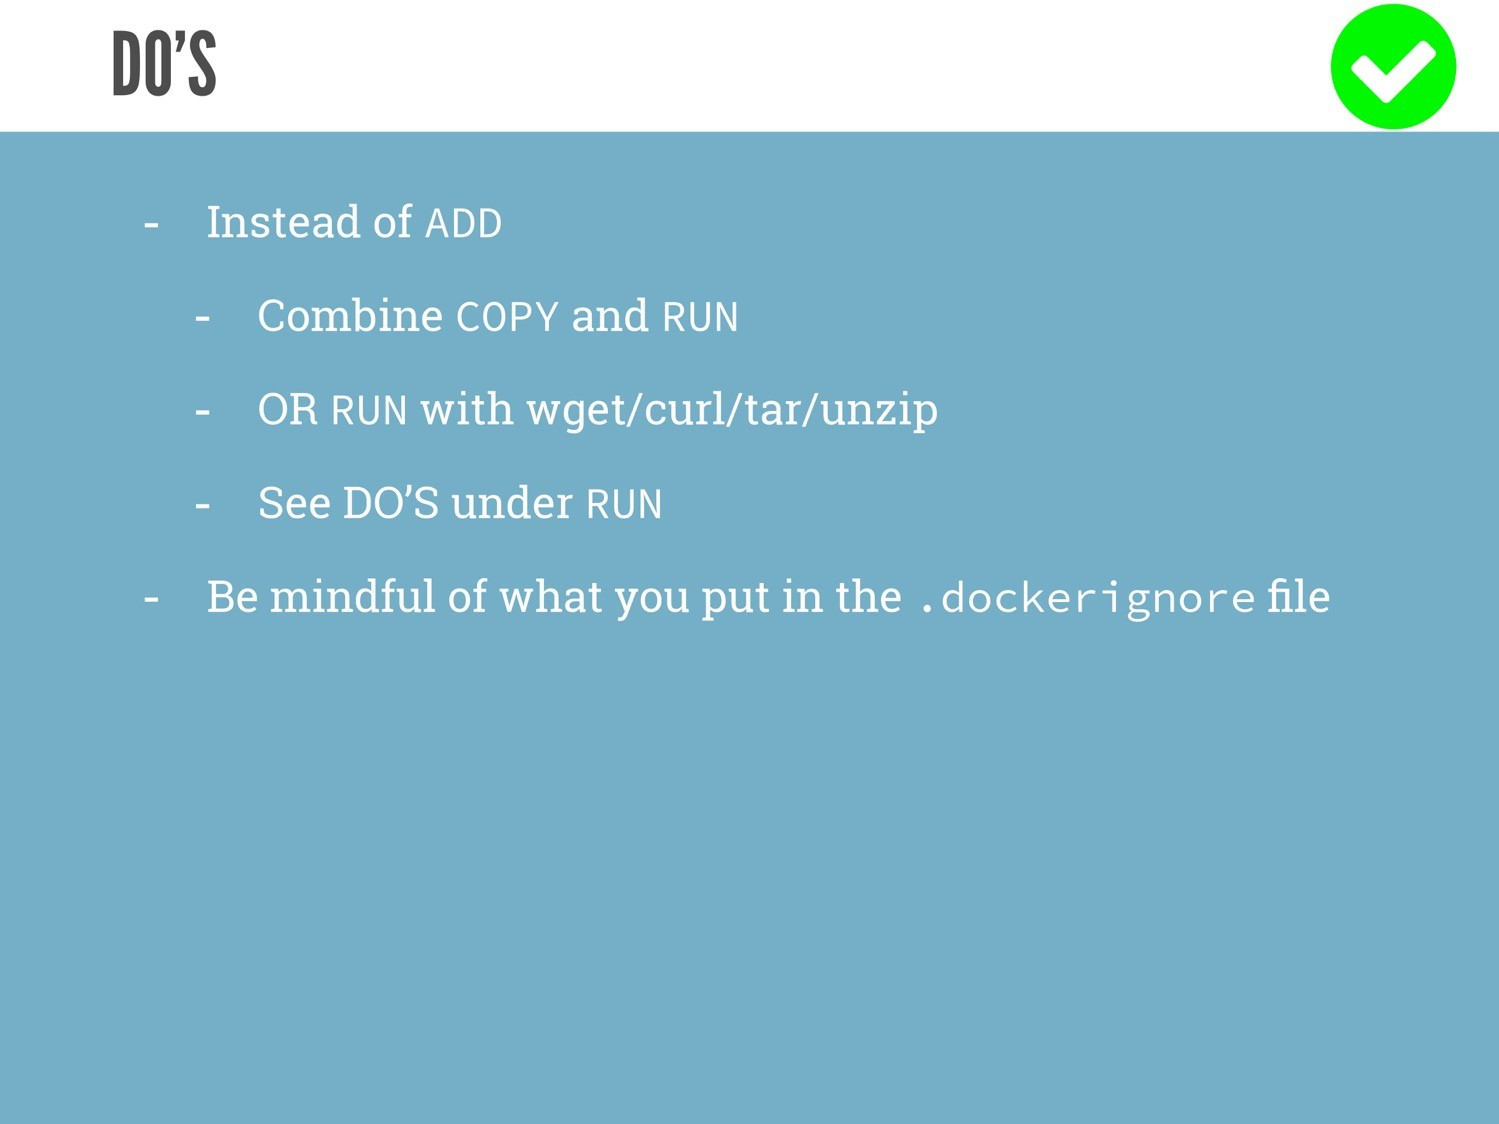 DO’S
- Instead of ADD
- Combine COPY and RUN
- OR RUN with wget/curl/tar/unzip
- See DO’S under RUN
- Be mindful of what you put in the .dockerignore file